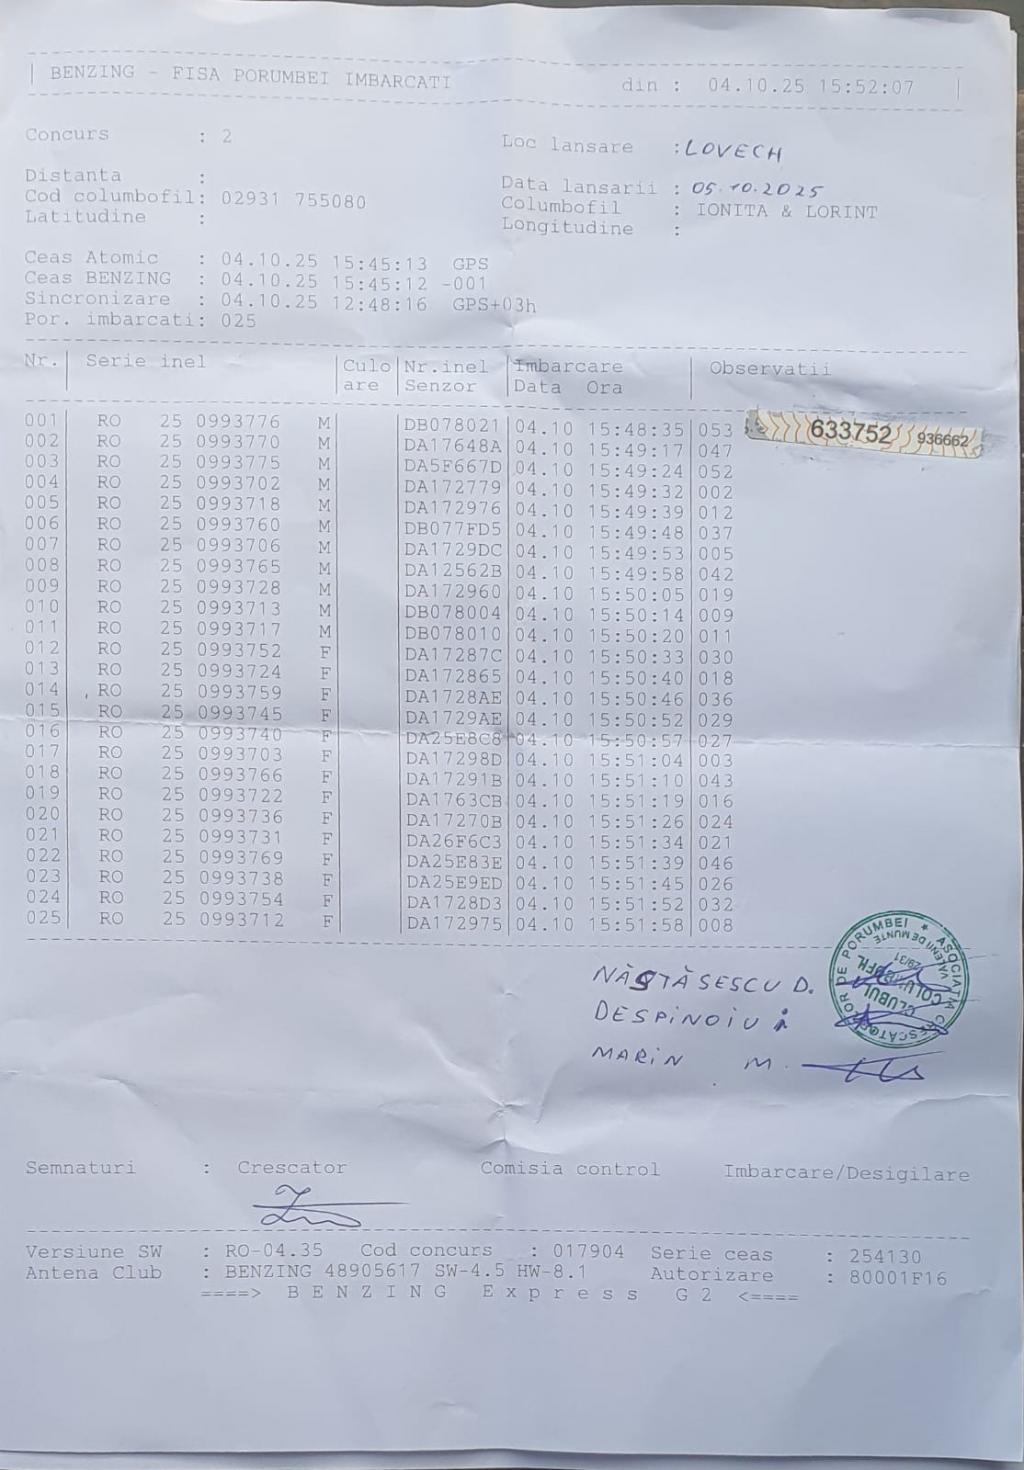 BENZING - FISA PORUMBEI IMBARCATI din : 04.10.25 15:52:07
Concurs : 2 Loc lansare : LOVECH
Distanta : Data lansarii : 05.10.2025
Cod columbofil: 02931 755080 Columbofil : IONITA & LORINT
Latitudine : Longitudine :
Ceas Atomic : 04.10.25 15:45:13 GPS
Ceas BENZING : 04.10.25 15:45:12 -001
Sincronizare : 04.10.25 12:48:16 GPS+03h
Por. imbarcati: 025
Nr. Serie inel Culo Nr.inel Imbarcare Observatii
are Senzor Data Ora
001 RO 25 0993776 M DB078021 04.10 15:48:35 053 633752 936662
002 RO 25 0993770 M DA17648A 04.10 15:49:17 047
003 RO 25 0993775 M DA5F667D 04.10 15:49:24 052
004 RO 25 0993702 M DA172779 04.10 15:49:32 002
005 RO 25 0993718 M DA172976 04.10 15:49:39 012
006 RO 25 0993760 M DB077FD5 04.10 15:49:48 037
007 RO 25 0993706 M DA1729DC 04.10 15:49:53 005
008 RO 25 0993765 M DA12562B 04.10 15:49:58 042
009 RO 25 0993728 M DA172960 04.10 15:50:05 019
010 RO 25 0993713 M DB078004 04.10 15:50:14 009
011 RO 25 0993717 M DB078010 04.10 15:50:20 011
012 RO 25 0993752 F DA17287C 04.10 15:50:33 030
013 RO 25 0993724 F DA172865 04.10 15:50:40 018
014 RO 25 0993759 F DA1728AE 04.10 15:50:46 036
015 RO 25 0993745 F DA1729AE 04.10 15:50:52 029
016 RO 25 0993740 F DA25E8C8 04.10 15:50:57 027
017 RO 25 0993703 F DA17298D 04.10 15:51:04 003
018 RO 25 0993766 F DA17291B 04.10 15:51:10 043
019 RO 25 0993722 F DA1763CB 04.10 15:51:19 016
020 RO 25 0993736 F DA17270B 04.10 15:51:26 024
021 RO 25 0993731 F DA26F6C3 04.10 15:51:34 021
022 RO 25 0993769 F DA25E83E 04.10 15:51:39 046
023 RO 25 0993738 F DA25E9ED 04.10 15:51:45 026
024 RO 25 0993754 F DA1728D3 04.10 15:51:52 032
025 RO 25 0993712 F DA172975 04.10 15:51:58 008
ASOCIATIA CRESCATORILOR DE PORUMBEI
CLUBUL
COLUMBOFIL
29/31
VALENII DE MUNTE
NĂSTĂSESCU D.
DESPINOIU i
MARIN M.
Semnaturi : Crescator Comisia control Imbarcare/Desigilare
Versiune SW : RO-04.35 Cod concurs : 017904 Serie ceas : 254130
Antena Club : BENZING 48905617 SW-4.5 HW-8.1 Autorizare : 80001F16
====> B E N Z I N G E x p r e s s G 2 <====